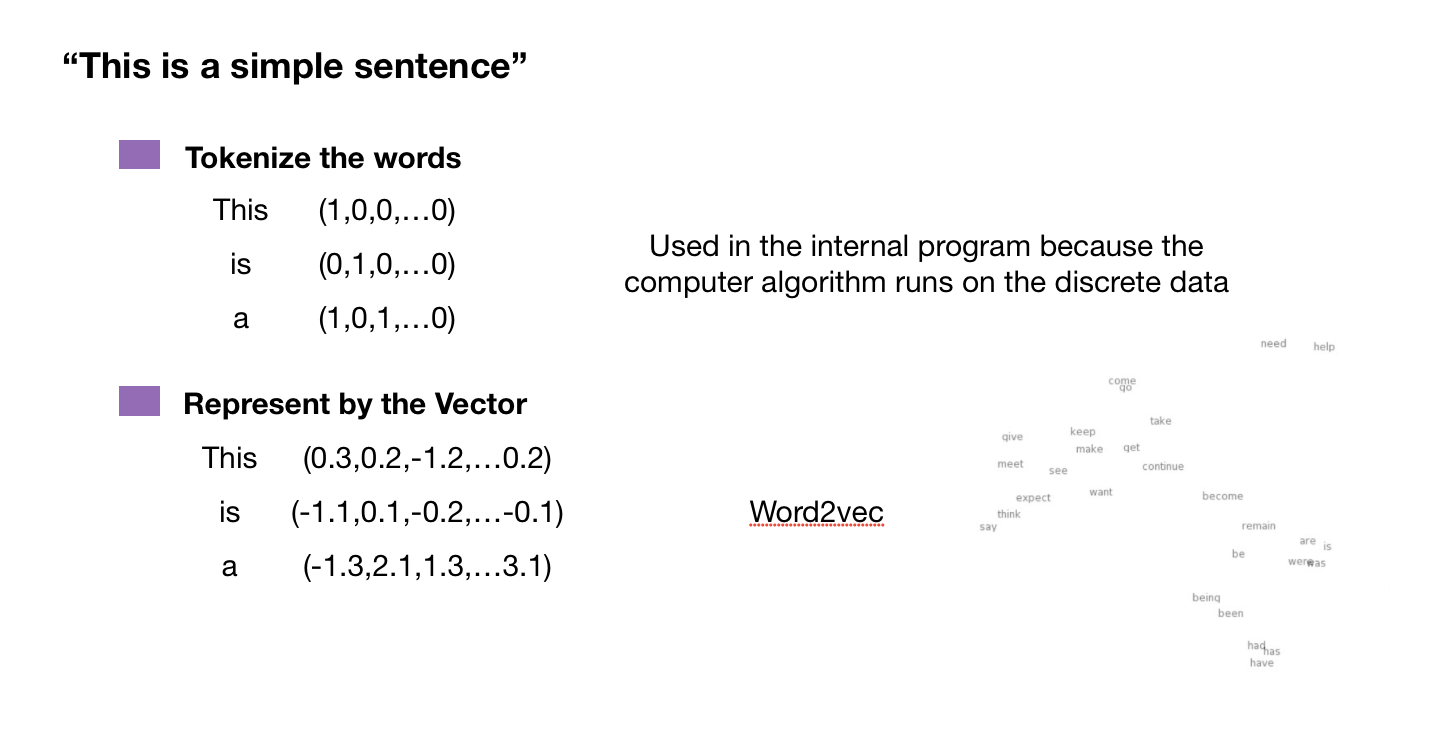 “This is a simple sentence”
Tokenize the words
This (1,0,0,…0)
is (0,1,0,…0)
a (1,0,1,…0)
Used in the internal program because the
computer algorithm runs on the discrete data
Represent by the Vector
This (0.3,0.2,-1.2,…0.2)
is (-1.1,0.1,-0.2,…-0.1)
a (-1.3,2.1,1.3,…3.1)
Word2vec
need help
come
go
take
give keep
make get
meet see continue
expect want become
think
say remain
are is
be were was
being
been
had has
have